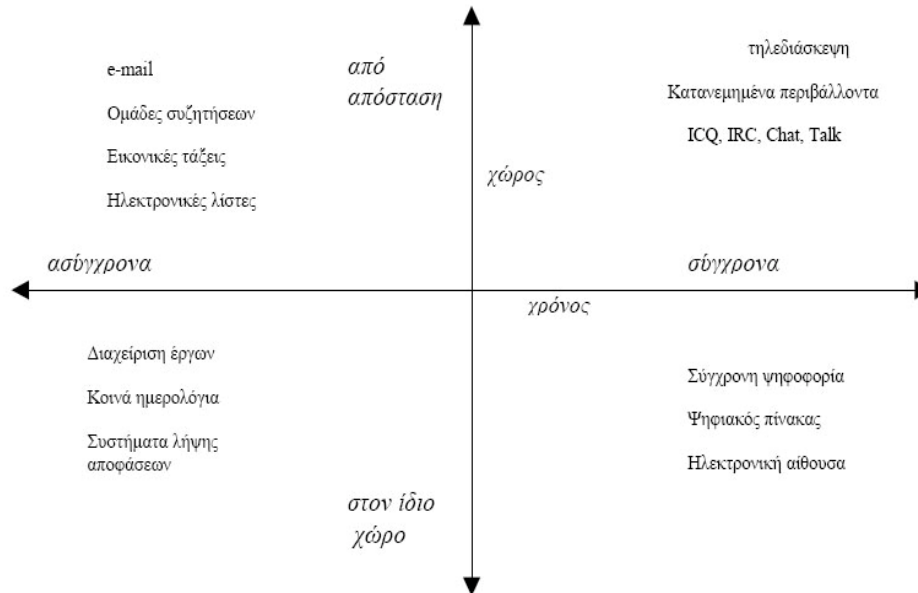 e-mail
Ομάδες συζητήσεων
Εικονικές τάξεις
Ηλεκτρονικές λίστες
από
απόσταση
τηλεδιάσκεψη
Κατανεμημένα περιβάλλοντα
ICQ, IRC, Chat, Talk
χώρος
ασύγχρονα
σύγχρονα
χρόνος
Διαχείριση έργων
Κοινά ημερολόγια
Συστήματα λήψης
αποφάσεων
στον ίδιο
χώρο
Σύγχρονη ψηφοφορία
Ψηφιακός πίνακας
Ηλεκτρονική αίθουσα